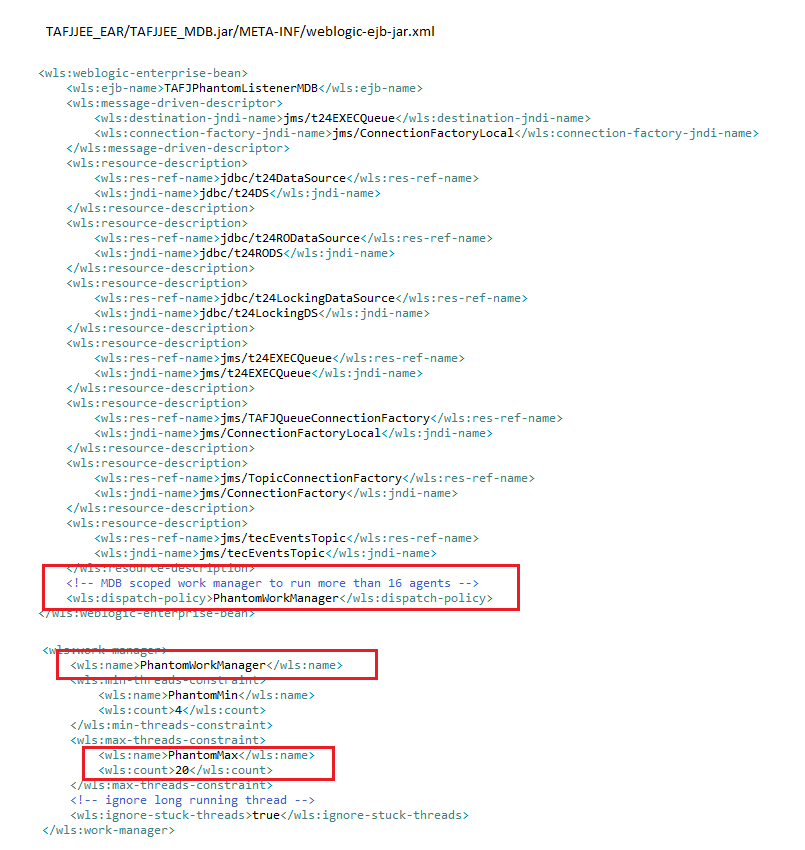 TAFJJEE_EAR/TAFJJEE_MDB.jar/META-INF/weblogic-ejb-jar.xml
<wls:weblogic-enterprise-bean>
<wls:ejb-name>TAFJPhantomListenerMDB</wls:ejb-name>
<wls:message-driven-descriptor>
<wls:destination-jndi-name>jms/t24EXECQueue</wls:destination-jndi-name>
<wls:connection-factory-jndi-name>jms/ConnectionFactoryLocal</wls:connection-factory-jndi-name>
</wls:message-driven-descriptor>
<wls:resource-description>
<wls:res-ref-name>jdbc/t24DataSource</wls:res-ref-name>
<wls:jndi-name>jdbc/t24DS</wls:jndi-name>
</wls:resource-description>
<wls:resource-description>
<wls:res-ref-name>jdbc/t24RODataSource</wls:res-ref-name>
<wls:jndi-name>jdbc/t24RODS</wls:jndi-name>
</wls:resource-description>
<wls:resource-description>
<wls:res-ref-name>jdbc/t24LockingDataSource</wls:res-ref-name>
<wls:jndi-name>jdbc/t24LockingDS</wls:jndi-name>
</wls:resource-description>
<wls:resource-description>
<wls:res-ref-name>jms/t24EXECQueue</wls:res-ref-name>
<wls:jndi-name>jms/t24EXECQueue</wls:jndi-name>
</wls:resource-description>
<wls:resource-description>
<wls:res-ref-name>jms/TAFJQueueConnectionFactory</wls:res-ref-name>
<wls:jndi-name>jms/ConnectionFactoryLocal</wls:jndi-name>
</wls:resource-description>
<wls:resource-description>
<wls:res-ref-name>jms/TopicConnectionFactory</wls:res-ref-name>
<wls:jndi-name>jms/ConnectionFactory</wls:jndi-name>
</wls:resource-description>
<wls:resource-description>
<wls:res-ref-name>jms/tecEventsTopic</wls:res-ref-name>
<wls:jndi-name>jms/tecEventsTopic</wls:jndi-name>
</wls:resource-description>
<!-- MDB scoped work manager to run more than 16 agents -->
<wls:dispatch-policy>PhantomWorkManager</wls:dispatch-policy>
</wls:weblogic-enterprise-bean>
<wls:work-manager>
<wls:name>PhantomWorkManager</wls:name>
<wls:min-threads-constraint>
<wls:name>PhantomMin</wls:name>
<wls:count>4</wls:count>
</wls:min-threads-constraint>
<wls:max-threads-constraint>
<wls:name>PhantomMax</wls:name>
<wls:count>20</wls:count>
</wls:max-threads-constraint>
<!-- ignore long running thread -->
<wls:ignore-stuck-threads>true</wls:ignore-stuck-threads>
</wls:work-manager>